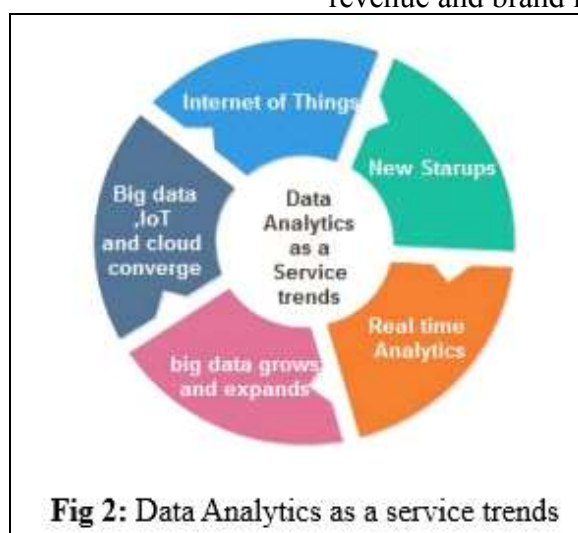 revenue and brand
Internet of Things
New Starups
Real time
Analytics
big data grows
and expands
Big data
,IoT
and cloud
converge
Data
Analytics
as a
Service
trends
Fig 2: Data Analytics as a service trends